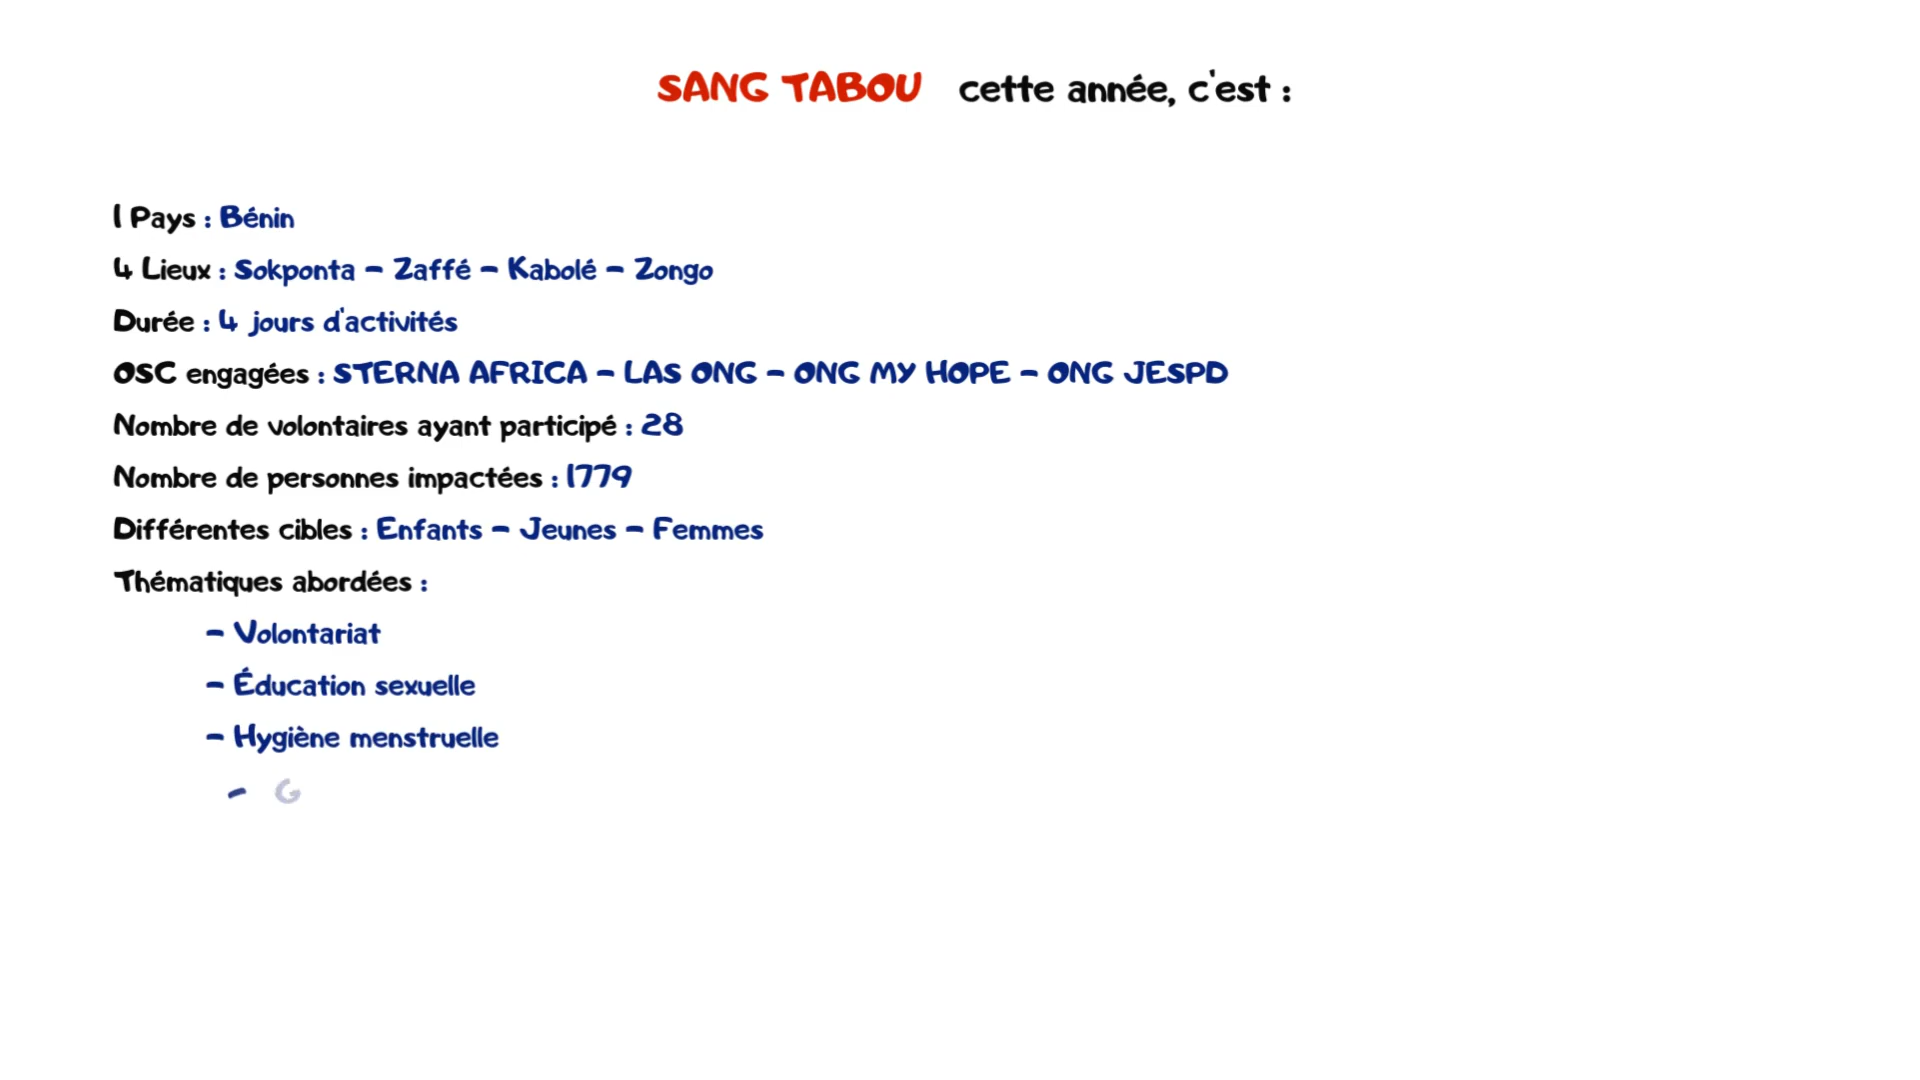 SANG TABOU cette année, c'est :
1 Pays : Bénin
4 Lieux : Sokponta - Zaffé - Kabolé - Zongo
Durée : 4 jours d'activités
OSC engagées : STERNA AFRICA - LAS ONG - ONG MY HOPE - ONG JESPD
Nombre de volontaires ayant participé : 28
Nombre de personnes impactées : 1779
Différentes cibles : Enfants - Jeunes - Femmes
Thématiques abordées :
- Volontariat
- Éducation sexuelle
- Hygiène menstruelle
- G